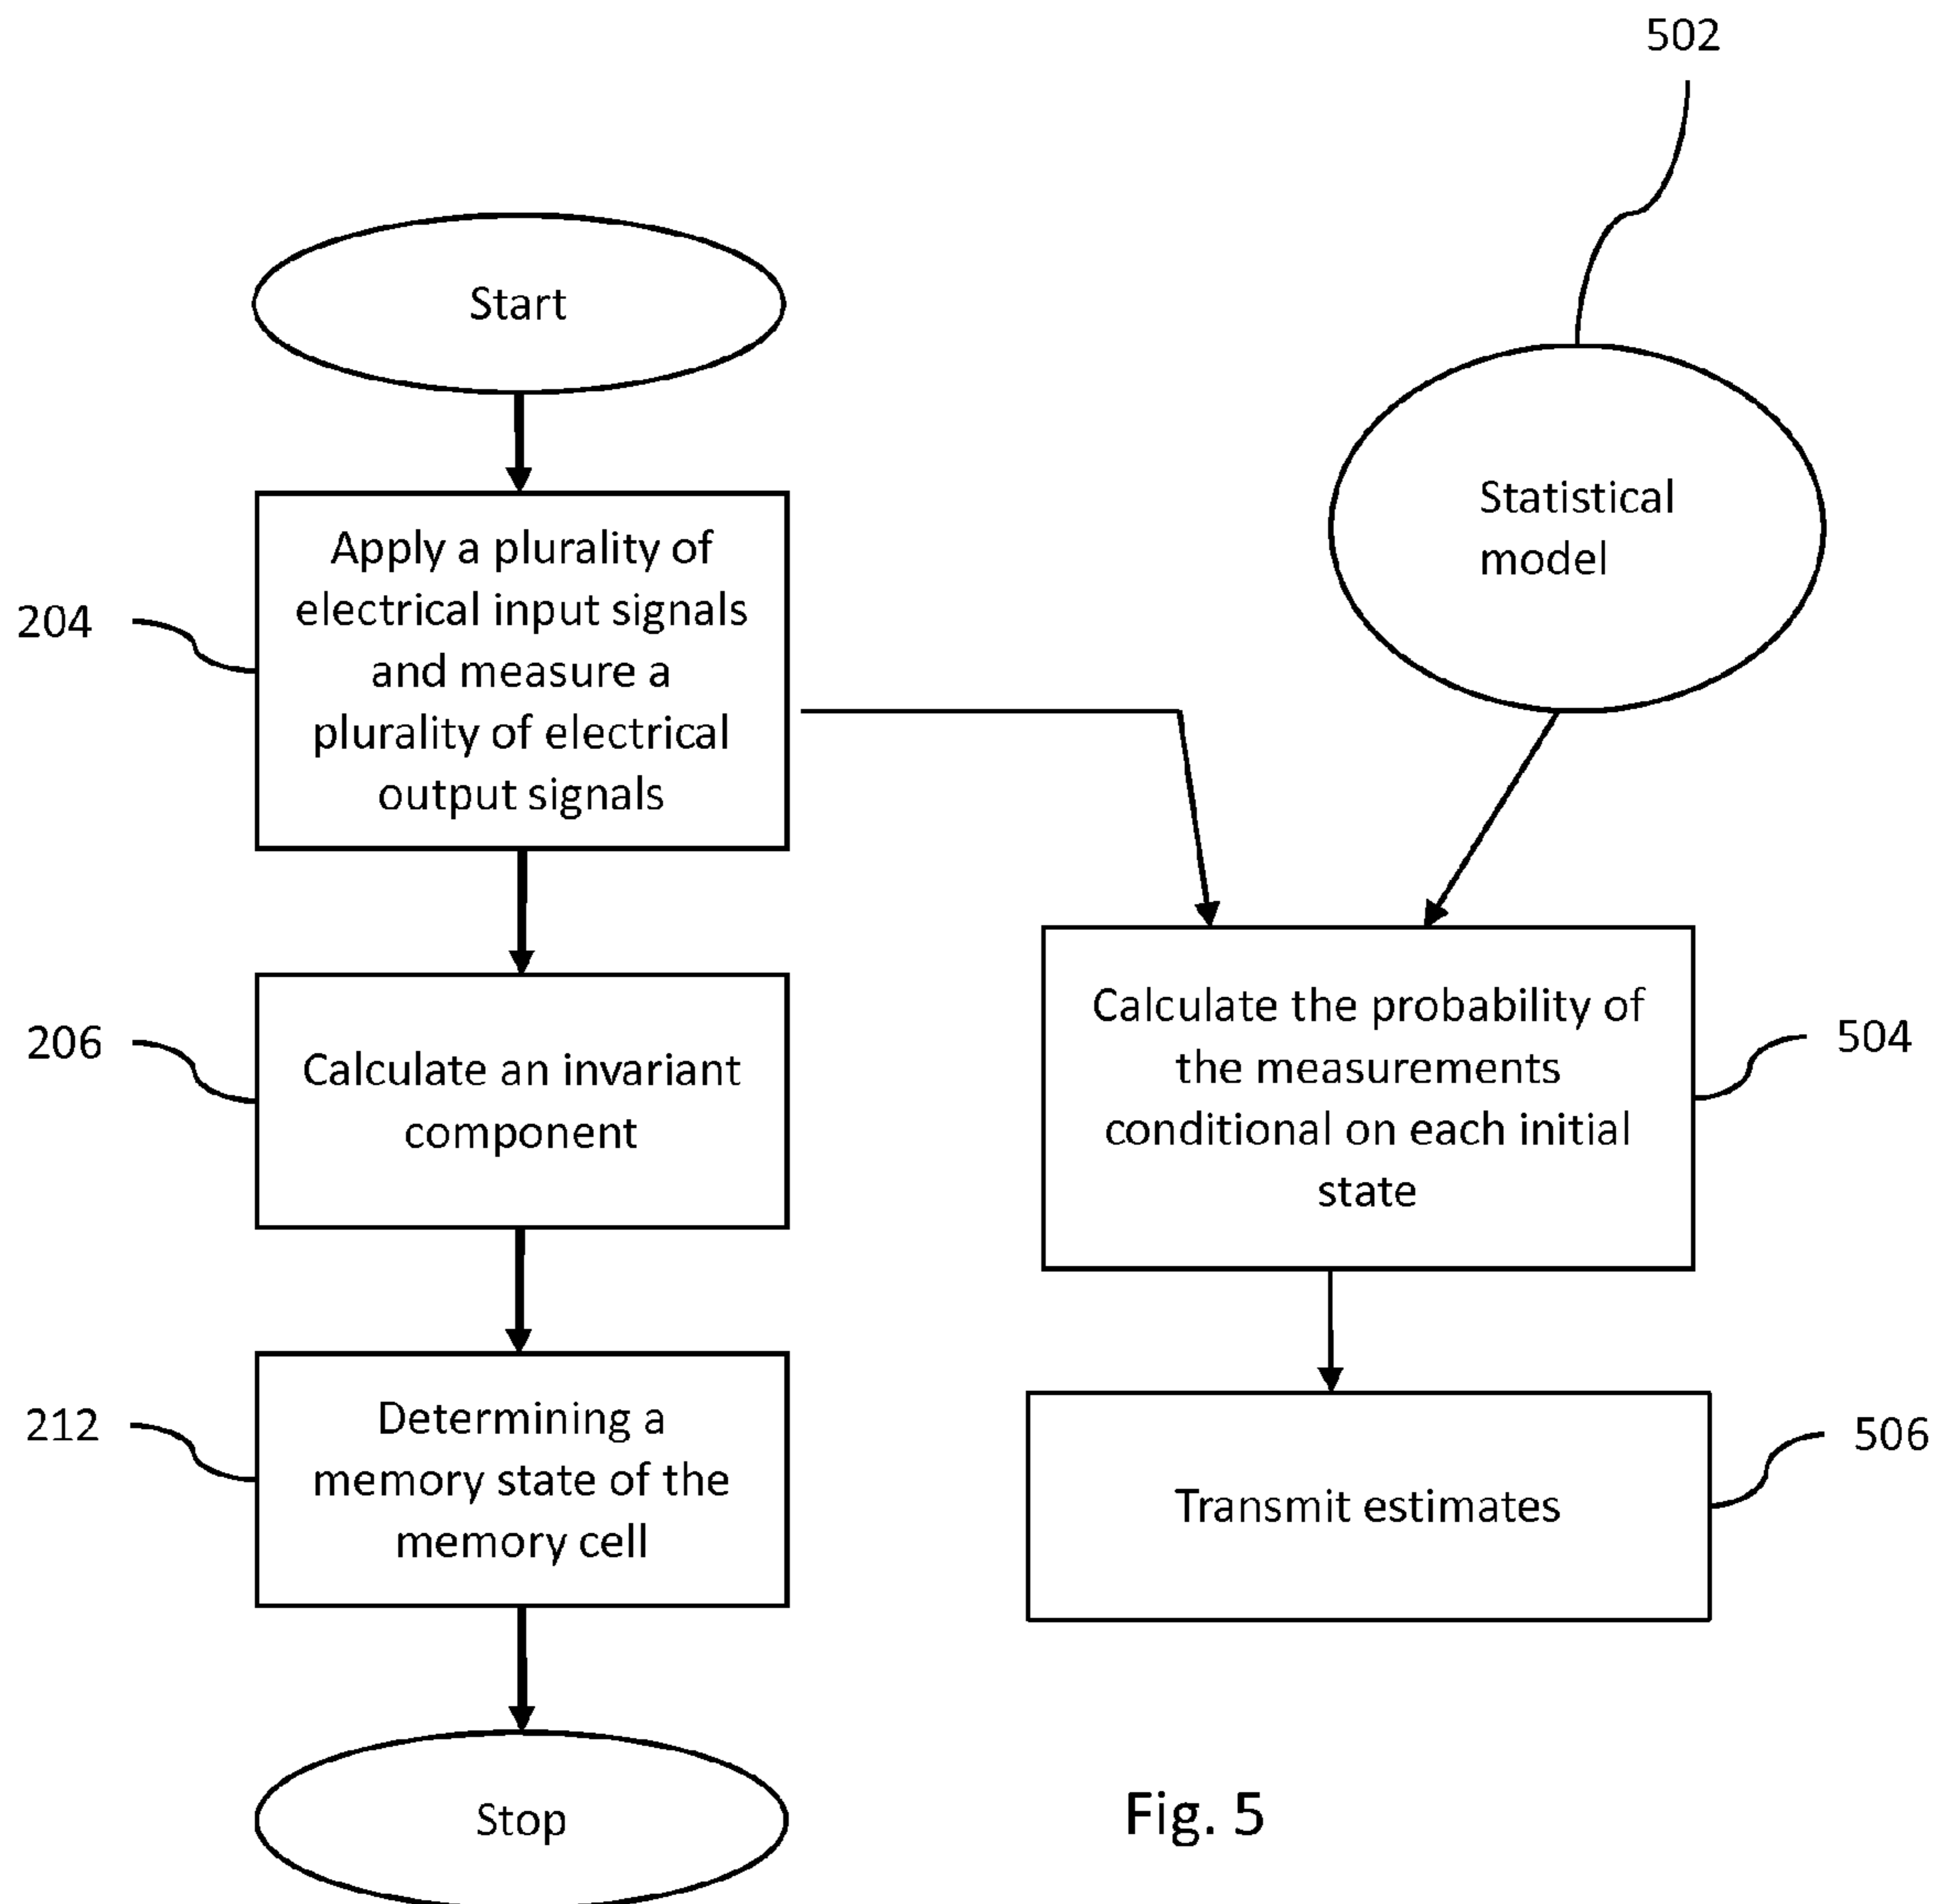 502
Start
Statistical
model
204
Apply a plurality of
electrical input signals
and measure a
plurality of electrical
output signals
206
Calculate an invariant
component
Calculate the probability of
the measurements
conditional on each initial
state
504
212
Determining a
memory state of the
memory cell
Transmit estimates
506
Stop
Fig. 5